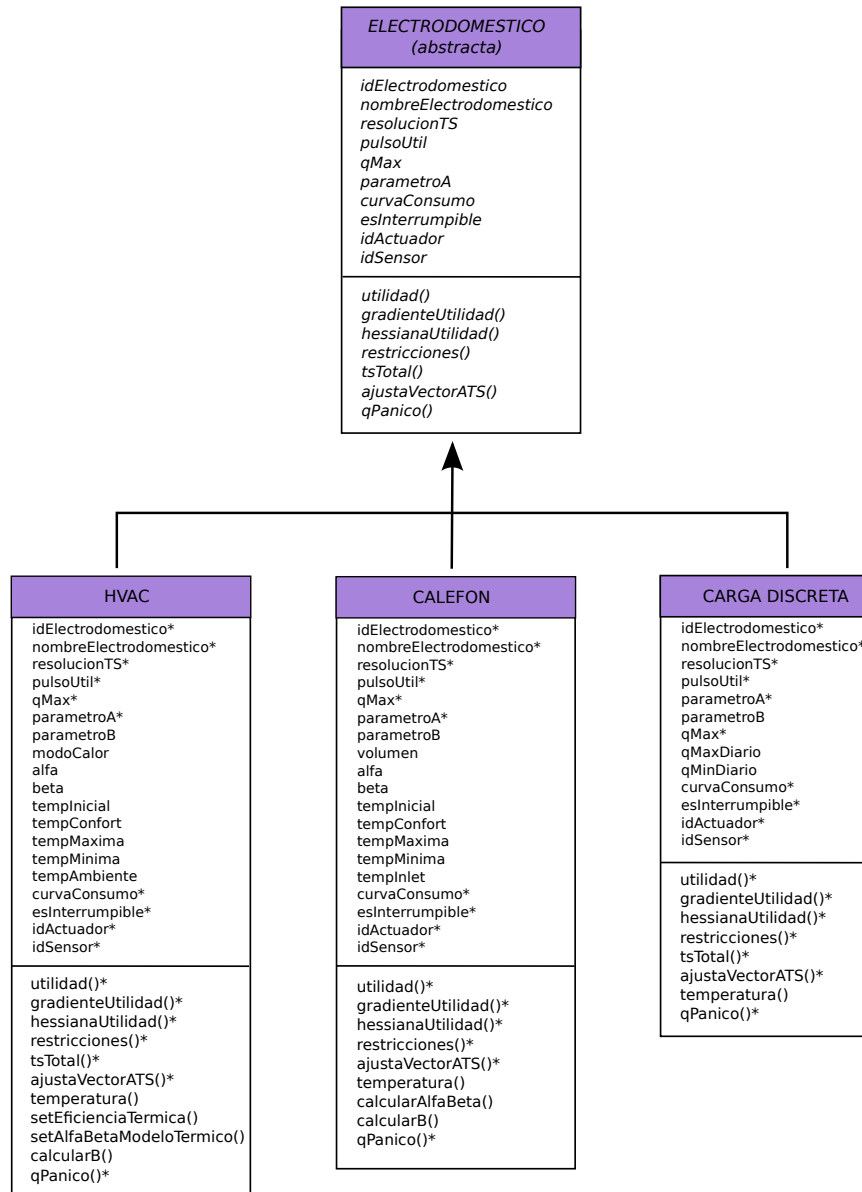 ELECTRODOMESTICO
(abstracta)
idElectrodomestico
nombreElectrodomestico
resolucionTS
pulsoUtil
qMax
parametroA
curvaConsumo
esInterrumpible
idActuador
idSensor
utilidad()
gradienteUtilidad()
hessianaUtilidad()
restricciones()
tsTotal()
ajustaVectorATS()
qPanico()
HVAC
idElectrodomestico*
nombreElectrodomestico*
resolucionTS*
pulsoUtil*
qMax*
parametroA*
parametroB
modoCalor
alfa
beta
tempInicial
tempConfort
tempMaxima
tempMinima
tempAmbiente
curvaConsumo*
esInterrumpible*
idActuador*
idSensor*
utilidad()*
gradienteUtilidad()*
hessianaUtilidad()*
restricciones()*
tsTotal()*
ajustaVectorATS()*
temperatura()
setEficienciaTermica()
setAlfaBetaModeloTermico()
calcularB()
qPanico()*
CALEFON
idElectrodomestico*
nombreElectrodomestico*
resolucionTS*
pulsoUtil*
qMax*
parametroA*
parametroB
volumen
alfa
beta
tempInicial
tempConfort
tempMaxima
tempMinima
tempInlet
curvaConsumo*
esInterrumpible*
idActuador*
idSensor*
utilidad()*
gradienteUtilidad()*
hessianaUtilidad()*
restricciones()*
ajustaVectorATS()*
temperatura()
calcularAlfaBeta()
calcularB()
qPanico()*
CARGA DISCRETA
idElectrodomestico*
nombreElectrodomestico*
resolucionTS*
pulsoUtil*
parametroA*
parametroB
qMax*
qMaxDiario
qMinDiario
curvaConsumo*
esInterrumpible*
idActuador*
idSensor*
utilidad()*
gradienteUtilidad()*
hessianaUtilidad()*
restricciones()*
tsTotal()*
ajustaVectorATS()*
temperatura()
qPanico()*